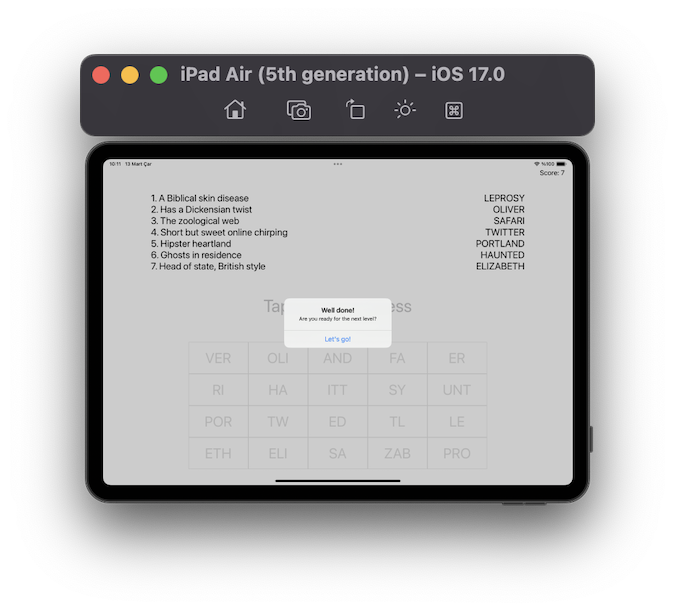 iPad Air (5th generation) – iOS 17.0
10:11 13 Mart Çar
%100
Score: 7
1. A Biblical skin disease LEPROSY
2. Has a Dickensian twist OLIVER
3. The zoological web SAFARI
4. Short but sweet online chirping TWITTER
5. Hipster heartland PORTLAND
6. Ghosts in residence HAUNTED
7. Head of state, British style ELIZABETH
Well done!
Are you ready for the next level?
Let's go!
VER OLI AND FA ER
RI HA ITT SY UNT
POR TW ED TL LE
ETH ELI SA ZAB PRO